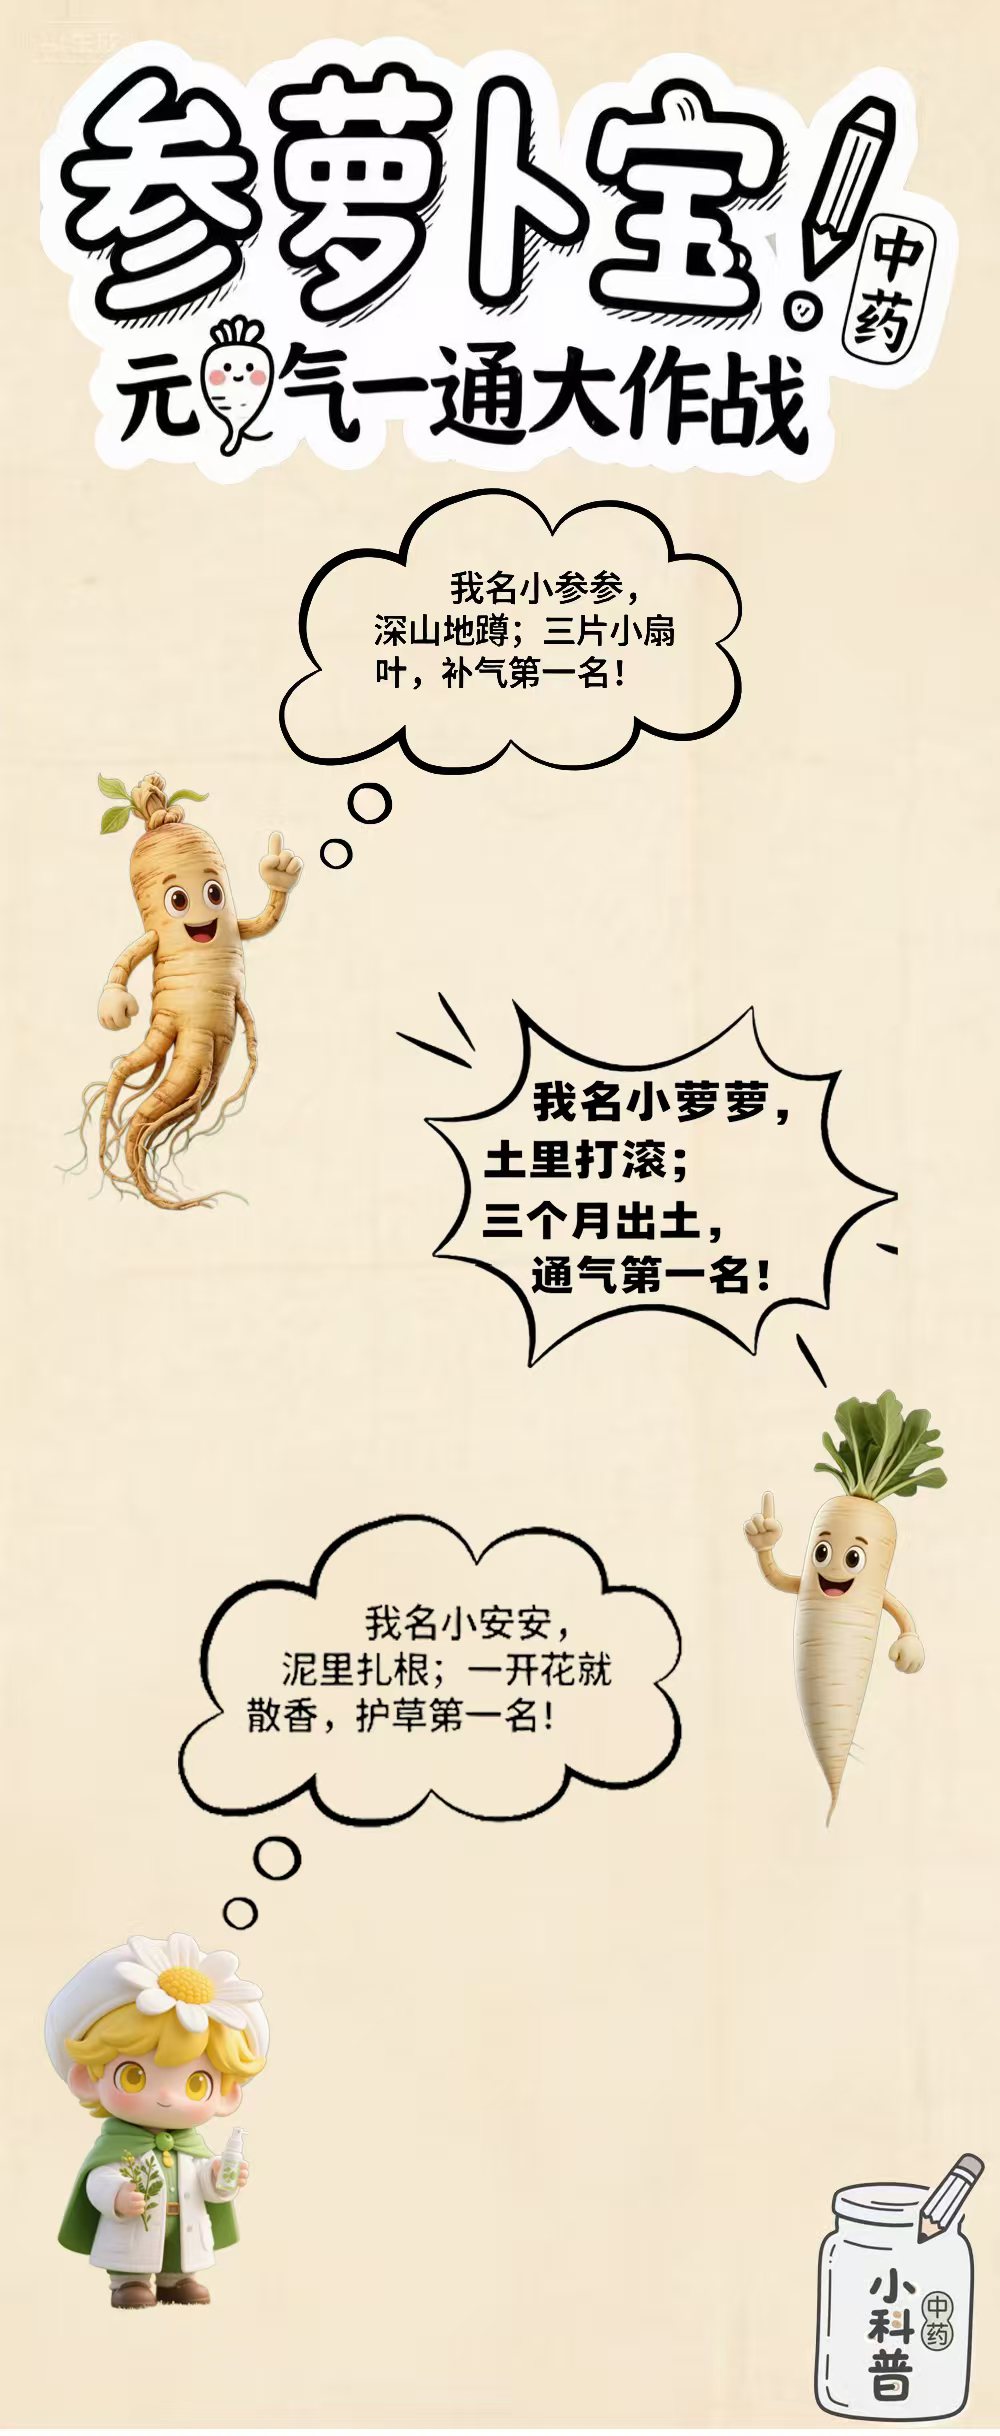 参萝卜宝！
中药
元气一通大作战
我名小参参，
深山地蹲；三片小扇
叶，补气第一名！
我名小萝萝，
土里打滚；
三个月出土，
通气第一名！
我名小安安，
泥里扎根；一开花就
散香，护草第一名！
小科普
中药